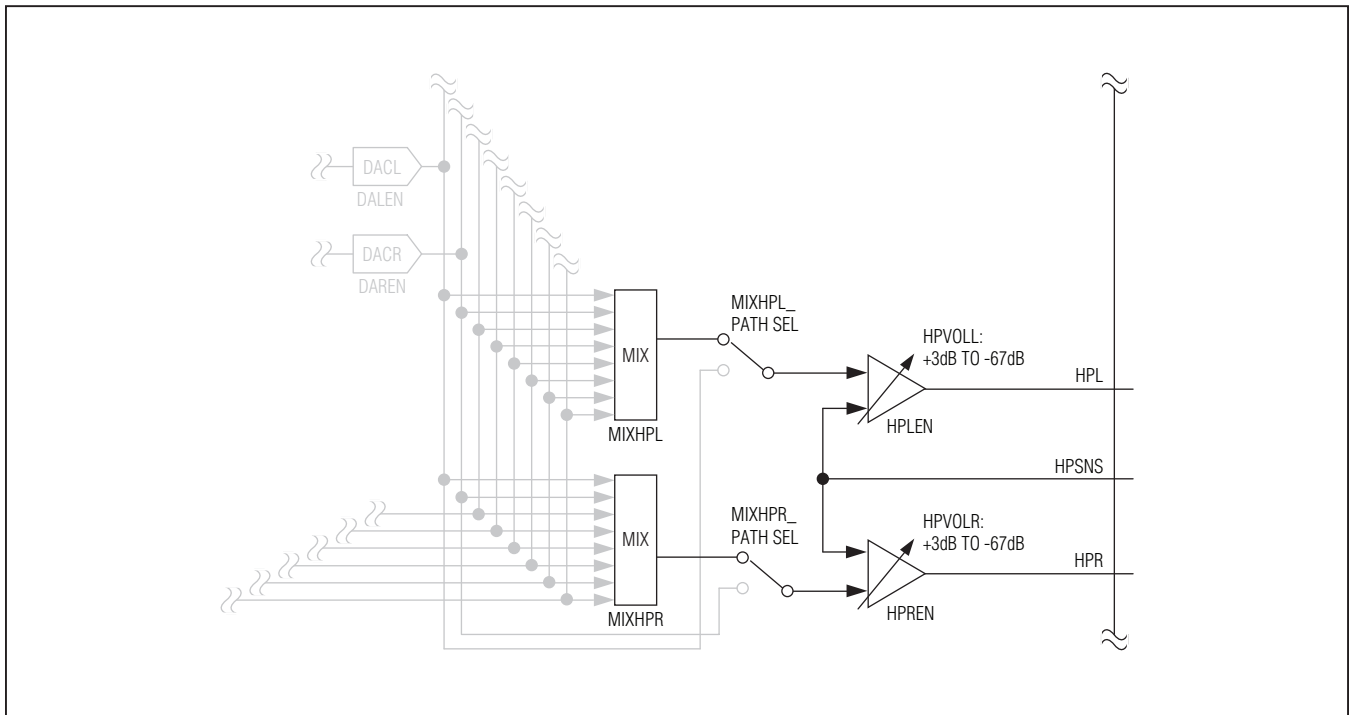 DACL
DALEN
DACR
DAREN
MIX
MIXHPL
MIXHPL_
PATH SEL
HPVOLL:
+3dB TO -67dB
HPLEN
HPL
HPSNS
MIX
MIXHPR
MIXHPR_
PATH SEL
HPVOLR:
+3dB TO -67dB
HPREN
HPR